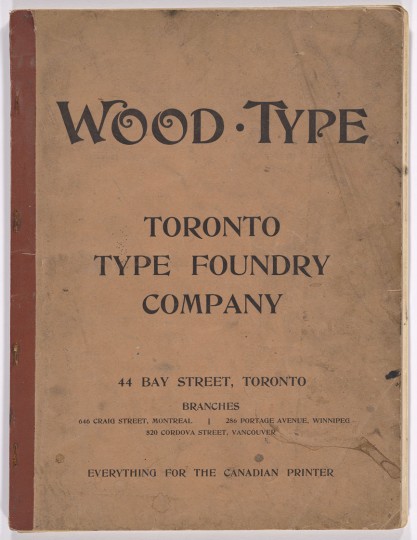 WOOD · TYPE
TORONTO
TYPE FOUNDRY
COMPANY
44 BAY STREET, TORONTO
BRANCHES
646 CRAIG STREET, MONTREAL | 286 PORTAGE AVENUE, WINNIPEG
520 CORDOVA STREET, VANCOUVER
EVERYTHING FOR THE CANADIAN PRINTER